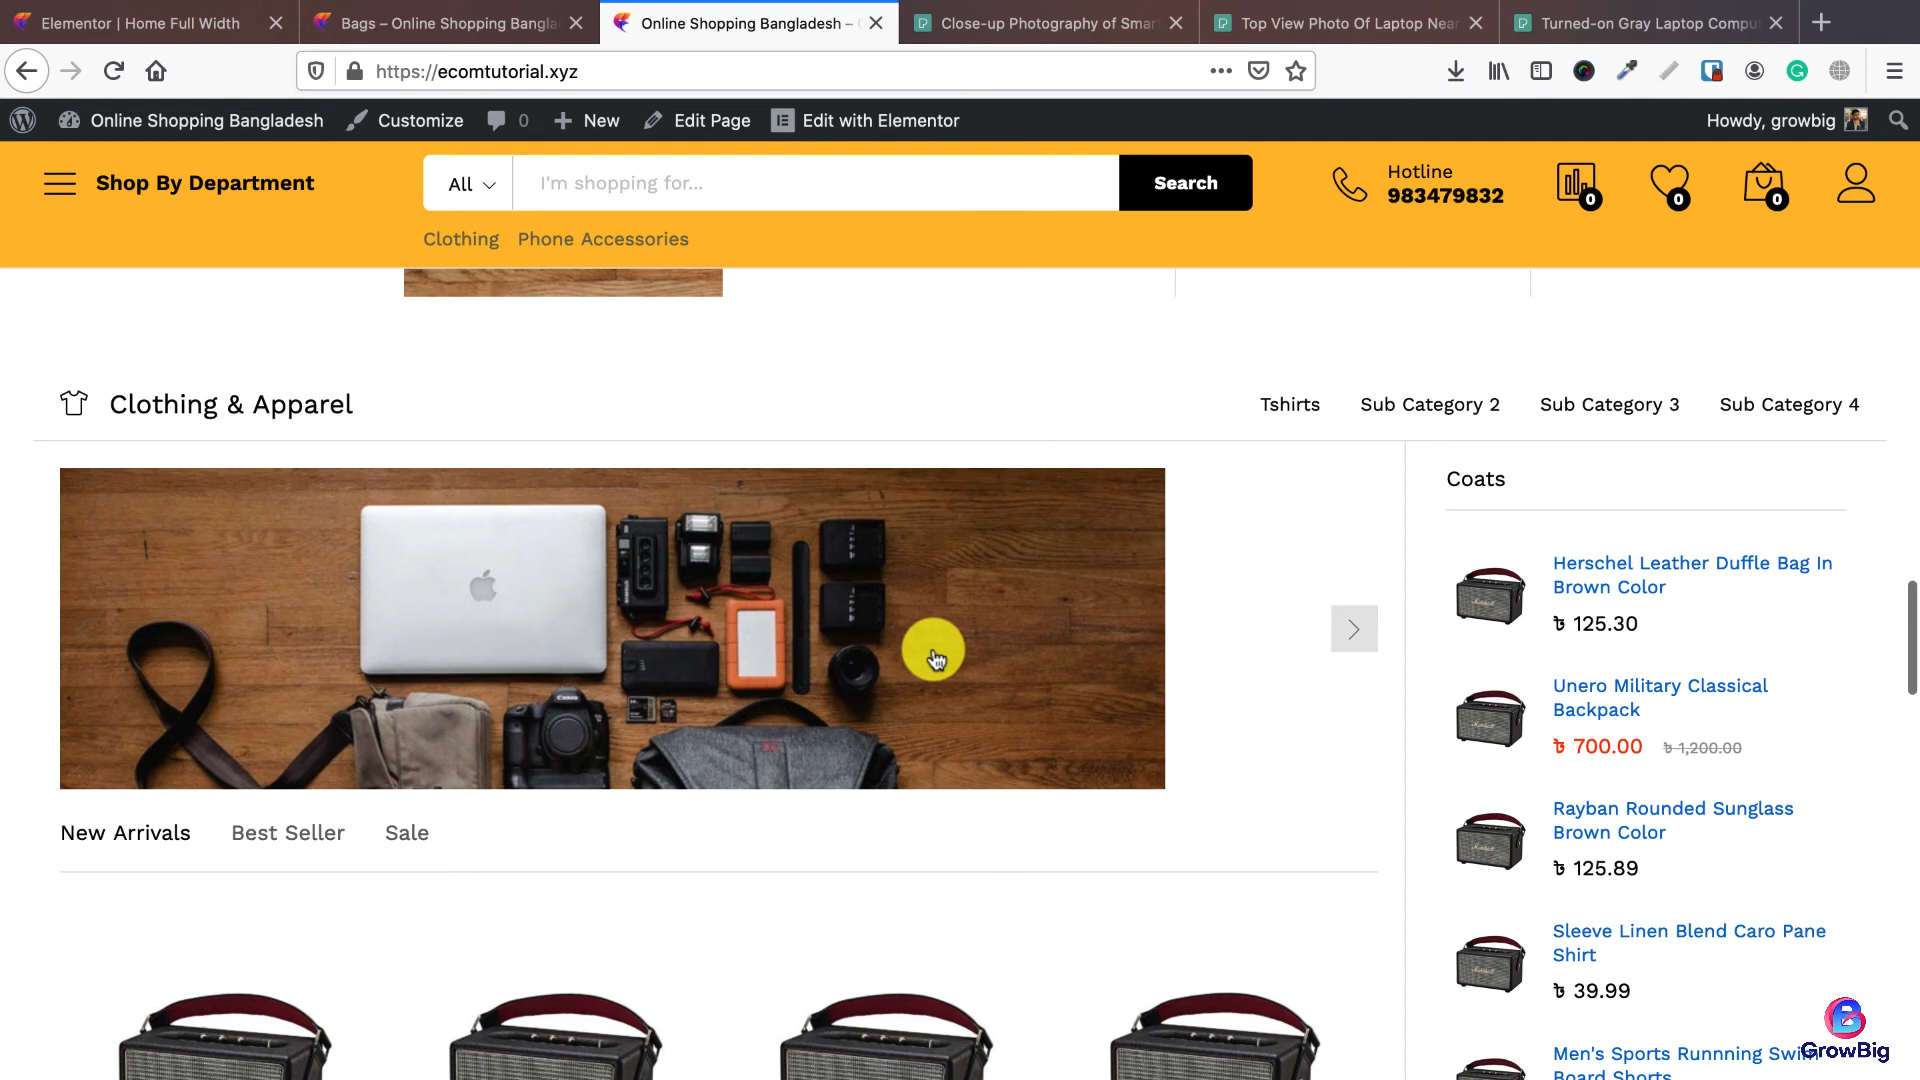 Elementor | Home Full Width
Bags – Online Shopping Bangla
Online Shopping Bangladesh –
Close-up Photography of Smar
Top View Photo Of Laptop Near
Turned-on Gray Laptop Compu
https://ecomtutorial.xyz
Online Shopping Bangladesh
Customize
0
New
Edit Page
Edit with Elementor
Howdy, growbig
Shop By Department
All
I'm shopping for...
Search
Hotline
983479832
0
0
0
Clothing
Phone Accessories
Clothing & Apparel
Tshirts
Sub Category 2
Sub Category 3
Sub Category 4
Coats
Herschel Leather Duffle Bag In
Brown Color
৳ 125.30
Unero Military Classical
Backpack
৳ 700.00 ৳ 1,200.00
Rayban Rounded Sunglass
Brown Color
৳ 125.89
Sleeve Linen Blend Caro Pane
Shirt
৳ 39.99
Men's Sports Runnning Swim
Board Shorts
Canon
Marshall
Marshall
Marshall
Marshall
New Arrivals
Best Seller
Sale
GrowBig